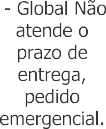 - Global Não
atende o
prazo de
entrega,
pedido
emergencial.